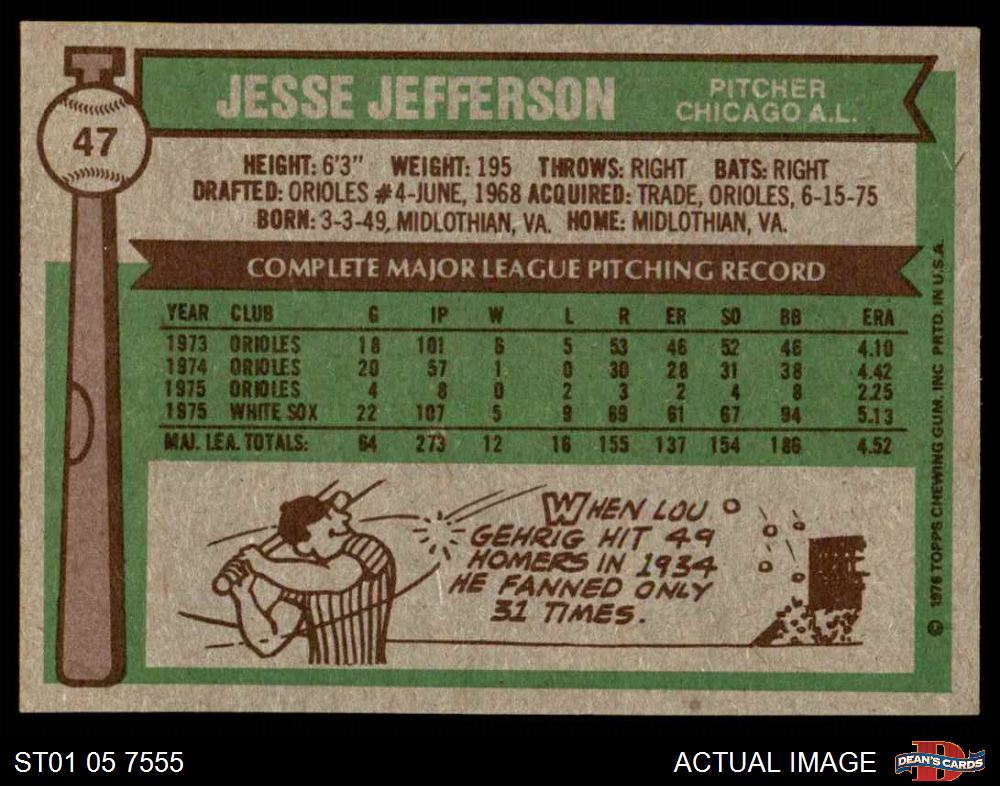 47
JESSE JEFFERSON
PITCHER
CHICAGO A.L.
HEIGHT: 6'3" WEIGHT: 195 THROWS: RIGHT BATS: RIGHT
DRAFTED: ORIOLES #4-JUNE, 1968 ACQUIRED: TRADE, ORIOLES, 6-15-75
BORN: 3-3-49, MIDLOTHIAN, VA. HOME: MIDLOTHIAN, VA.
COMPLETE MAJOR LEAGUE PITCHING RECORD
YEAR CLUB G IP W L R ER SO BB ERA
1973 ORIOLES 18 101 6 5 53 46 52 46 4.10
1974 ORIOLES 20 57 1 0 30 28 31 38 4.42
1975 ORIOLES 4 8 0 2 3 2 4 8 2.25
1975 WHITE SOX 22 107 5 9 69 61 67 94 5.13
MAJ. LEA. TOTALS: 64 273 12 16 155 137 154 186 4.52
WHEN LOU
GEHRIG HIT 49
HOMERS IN 1934
HE FANNED ONLY
31 TIMES.
© 1976 TOPPS CHEWING GUM, INC PRTD. IN U.S.A.
ST01 05 7555
ACTUAL IMAGE
D
DEAN'S CARDS